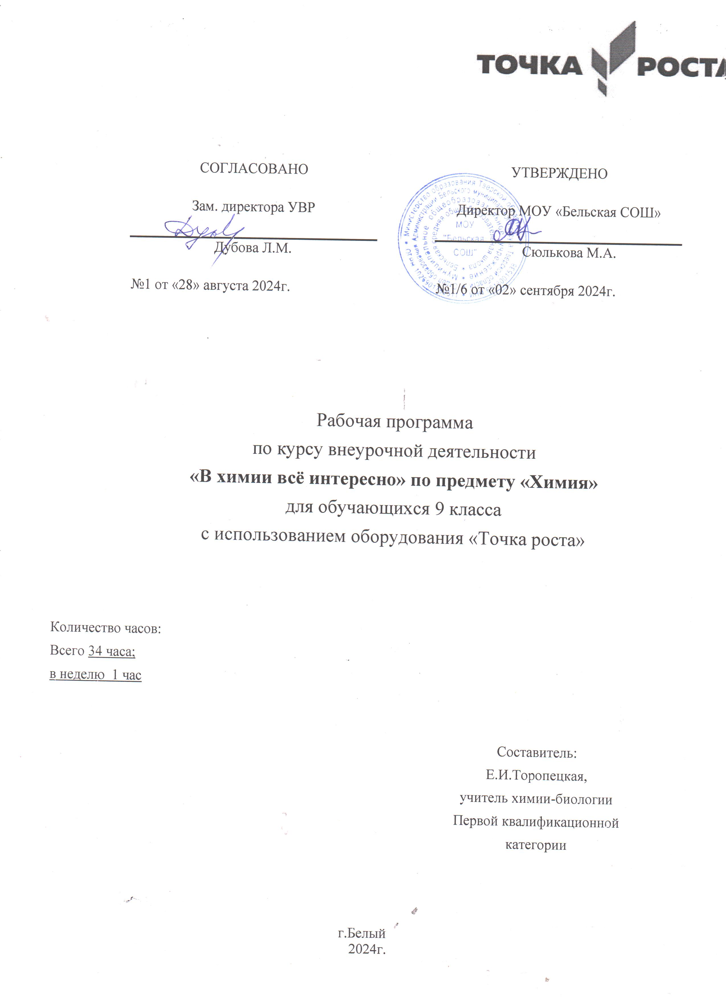 ТОЧКА РОСТА
СОГЛАСОВАНО
Зам. директора УВР
Дубова Л.М.
№1 от «28» августа 2024г.
УТВЕРЖДЕНО
Директор МОУ «Бельская СОШ»
МОУ
"Бельская
СОШ"
Сюлькова М.А.
№1/6 от «02» сентября 2024г.
Рабочая программа
по курсу внеурочной деятельности
«В химии всё интересно» по предмету «Химия»
для обучающихся 9 класса
с использованием оборудования «Точка роста»
Количество часов:
Всего 34 часа;
в неделю 1 час
Составитель:
Е.И.Торопецкая,
учитель химии-биологии
Первой квалификационной
категории
г.Белый
2024г.